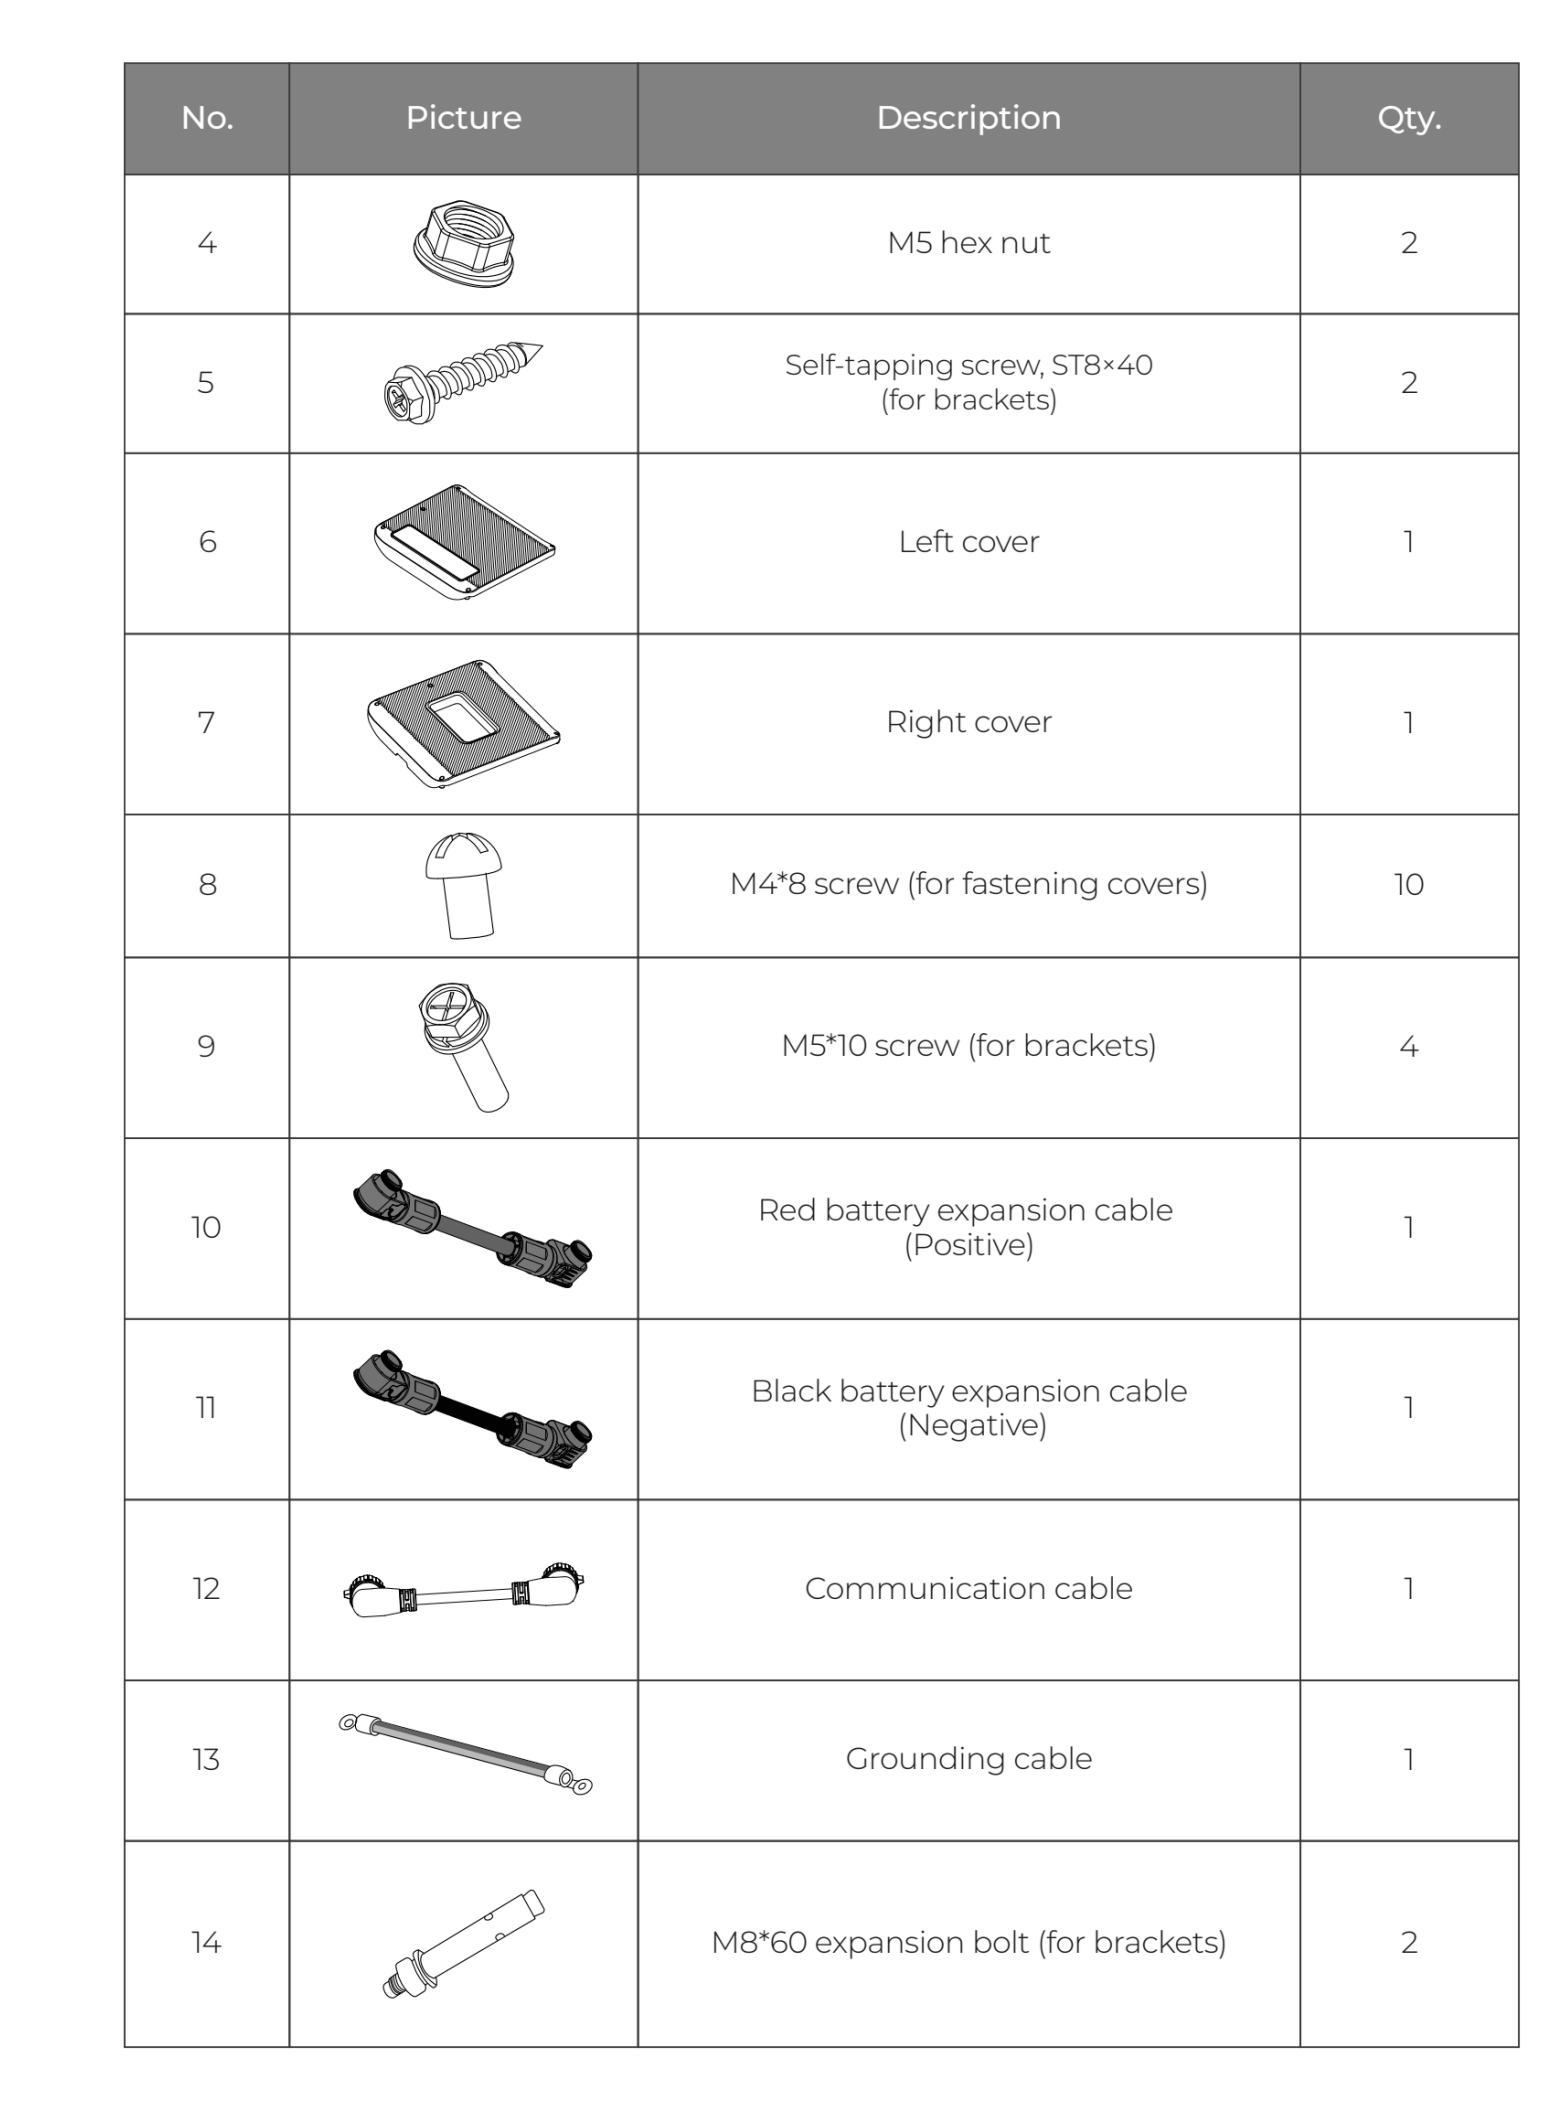 No. Picture Description Qty.
4 M5 hex nut 2
5 Self-tapping screw, ST8×40 2
(for brackets)
6 Left cover 1
7 Right cover 1
8 M4*8 screw (for fastening covers) 10
9 M5*10 screw (for brackets) 4
10 Red battery expansion cable 1
(Positive)
11 Black battery expansion cable 1
(Negative)
12 Communication cable 1
13 Grounding cable 1
14 M8*60 expansion bolt (for brackets) 2